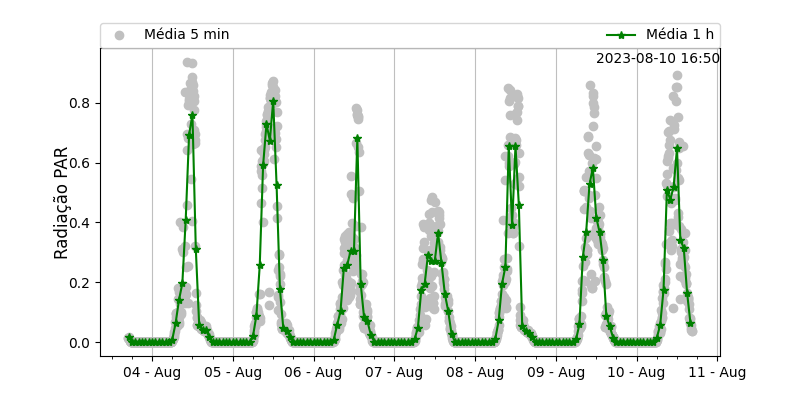 Média 5 min
Média 1 h
2023-08-10 16:50
Radiação PAR
0.8
0.6
0.4
0.2
0.0
04 - Aug
05 - Aug
06 - Aug
07 - Aug
08 - Aug
09 - Aug
10 - Aug
11 - Aug